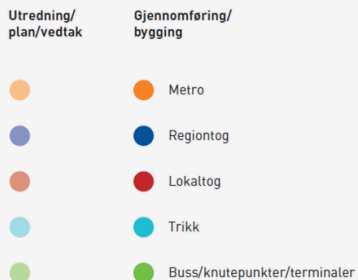 Utredning/
plan/vedtak
Gjennomføring/
bygging
Metro
Regiontog
Lokaltog
Trikk
Buss/knutepunkter/terminaler